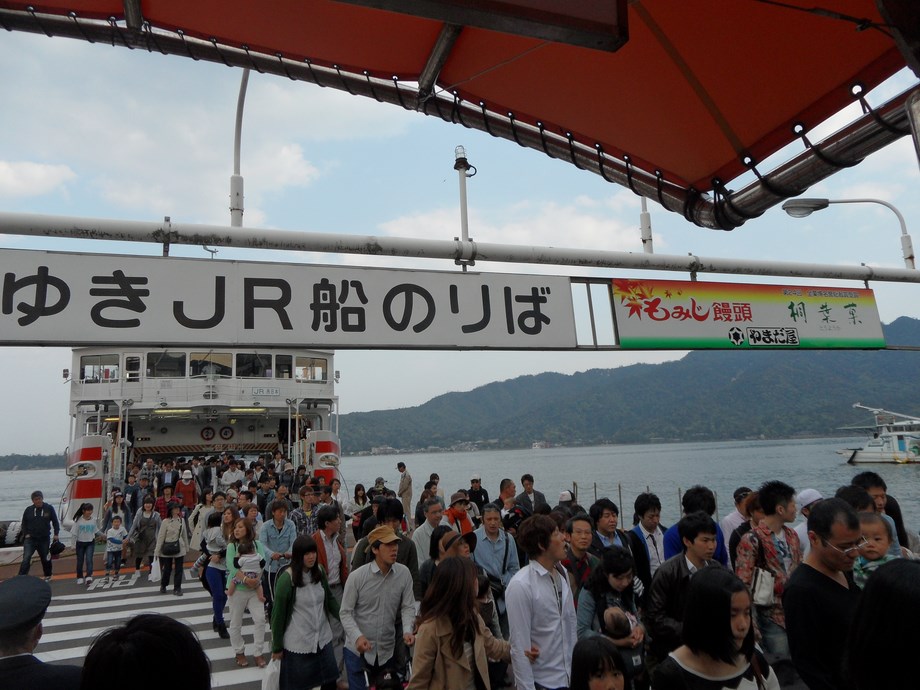 ゆきJR船のりば
もみじ饅頭
桐葉菓
やまだ屋